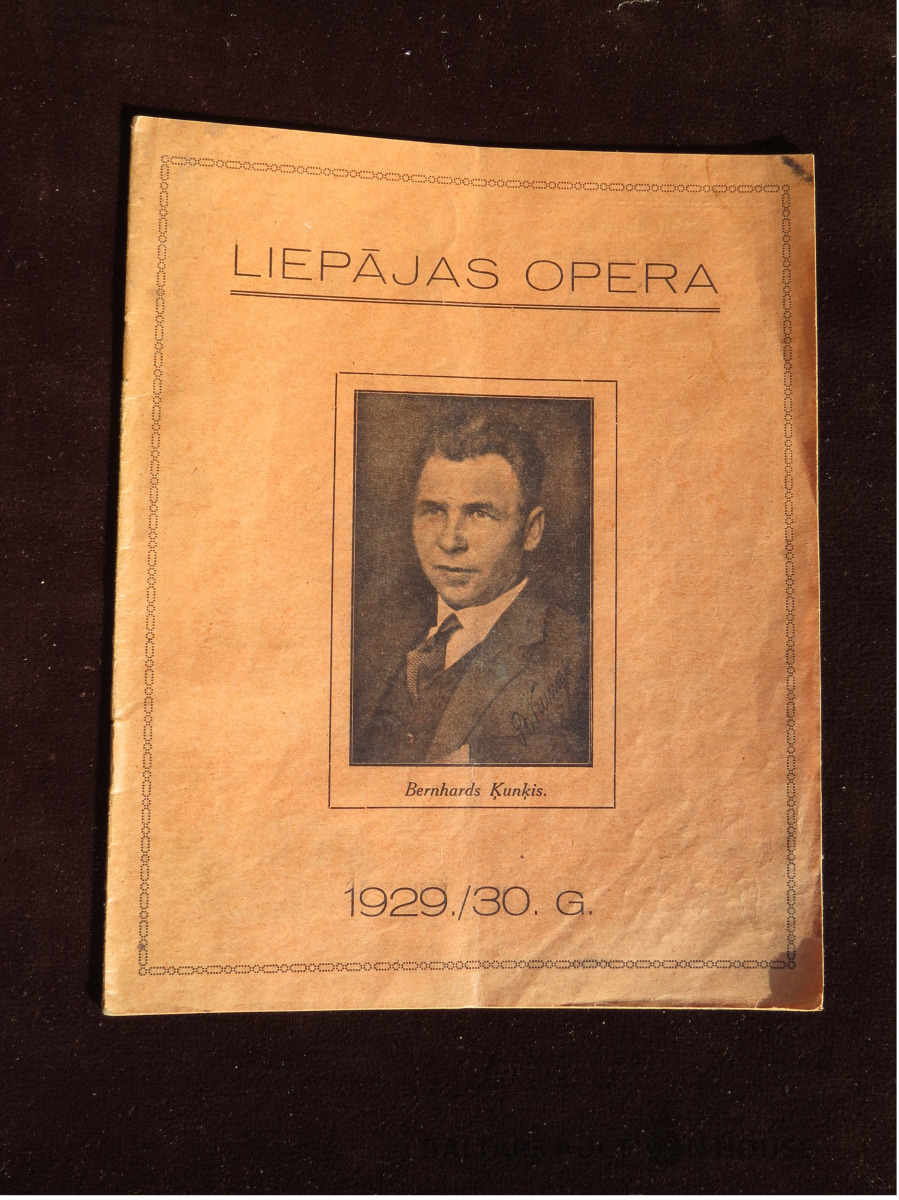 LIEPĀJAS OPERA
Bernhards Ķunķis.
1929./30. G.